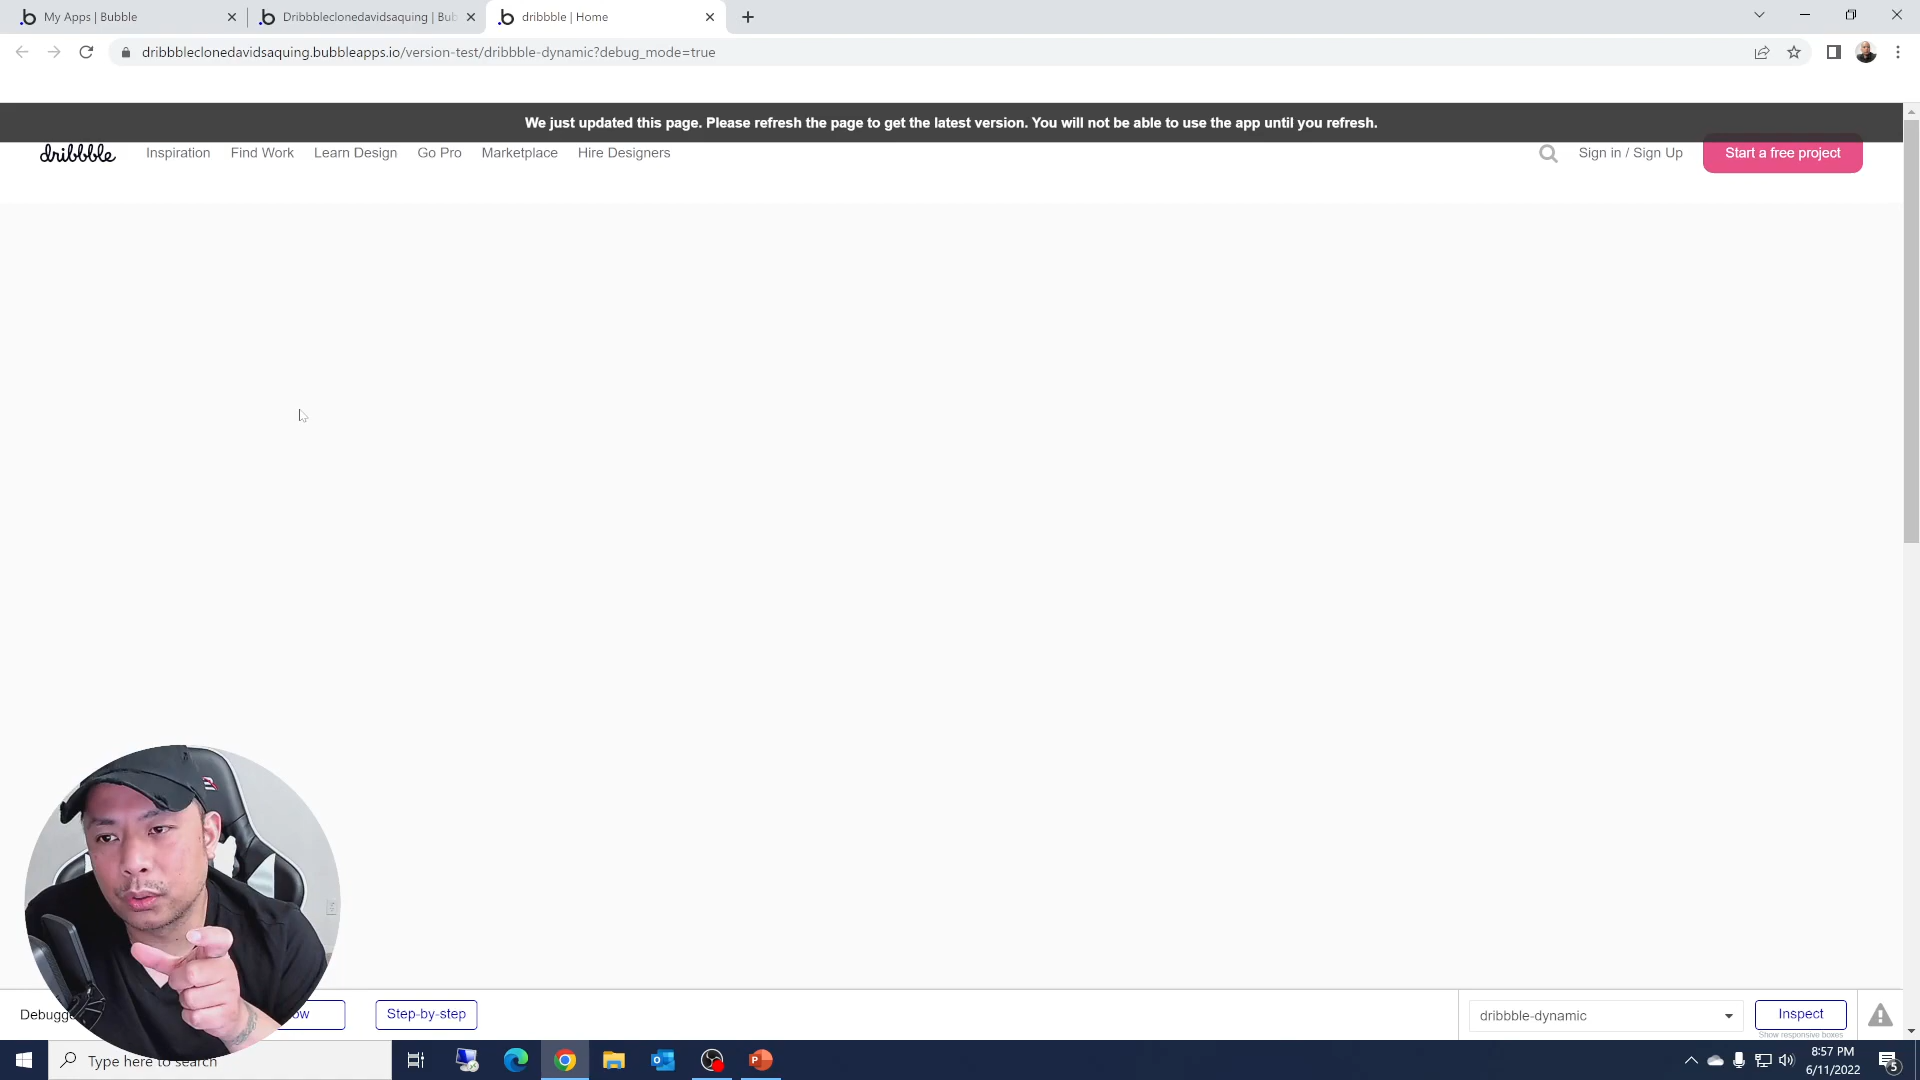 My Apps | Bubble
Dribbbleclonedavidsaquing | Bub
dribbble | Home
dribbbleclonedavidsaquing.bubbleapps.io/version-test/dribbble-dynamic?debug_mode=true
We just updated this page. Please refresh the page to get the latest version. You will not be able to use the app until you refresh.
dribbble
Inspiration
Find Work
Learn Design
Go Pro
Marketplace
Hire Designers
Sign in / Sign Up
Start a free project
Step-by-step
dribbble-dynamic
Inspect
Show responsive boxes
Type here to search
8:57 PM
6/11/2022
5